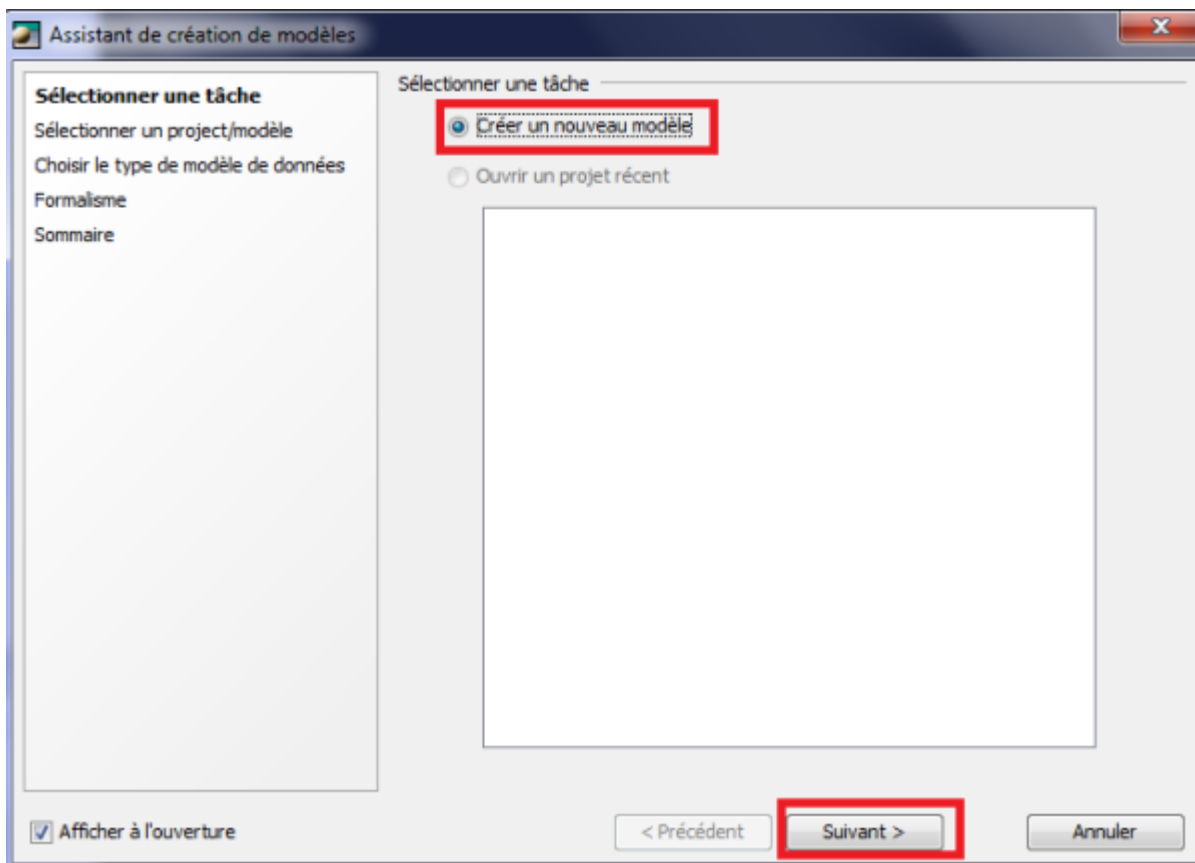 Assistant de création de modèles
Sélectionner une tâche
Sélectionner un project/modèle
Choisir le type de modèle de données
Formalisme
Sommaire
Sélectionner une tâche
Créer un nouveau modèle
Ouvrir un projet récent
Afficher à l'ouverture
< Précédent
Suivant >
Annuler